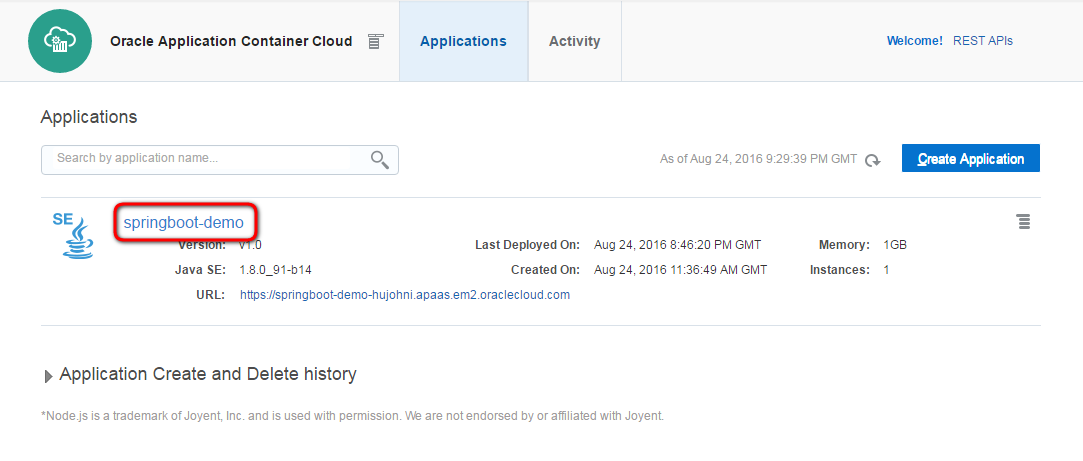 Oracle Application Container Cloud Applications Activity Welcome! REST APIs
Applications
Search by application name... As of Aug 24, 2016 9:29:39 PM GMT Create Application
SE springboot-demo
Version: v1.0 Last Deployed On: Aug 24, 2016 8:46:20 PM GMT Memory: 1GB
Java SE: 1.8.0_91-b14 Created On: Aug 24, 2016 11:36:49 AM GMT Instances: 1
URL: https://springboot-demo-hujohni.apaas.em2.oraclecloud.com
Application Create and Delete history
*Node.js is a trademark of Joyent, Inc. and is used with permission. We are not endorsed by or affiliated with Joyent.